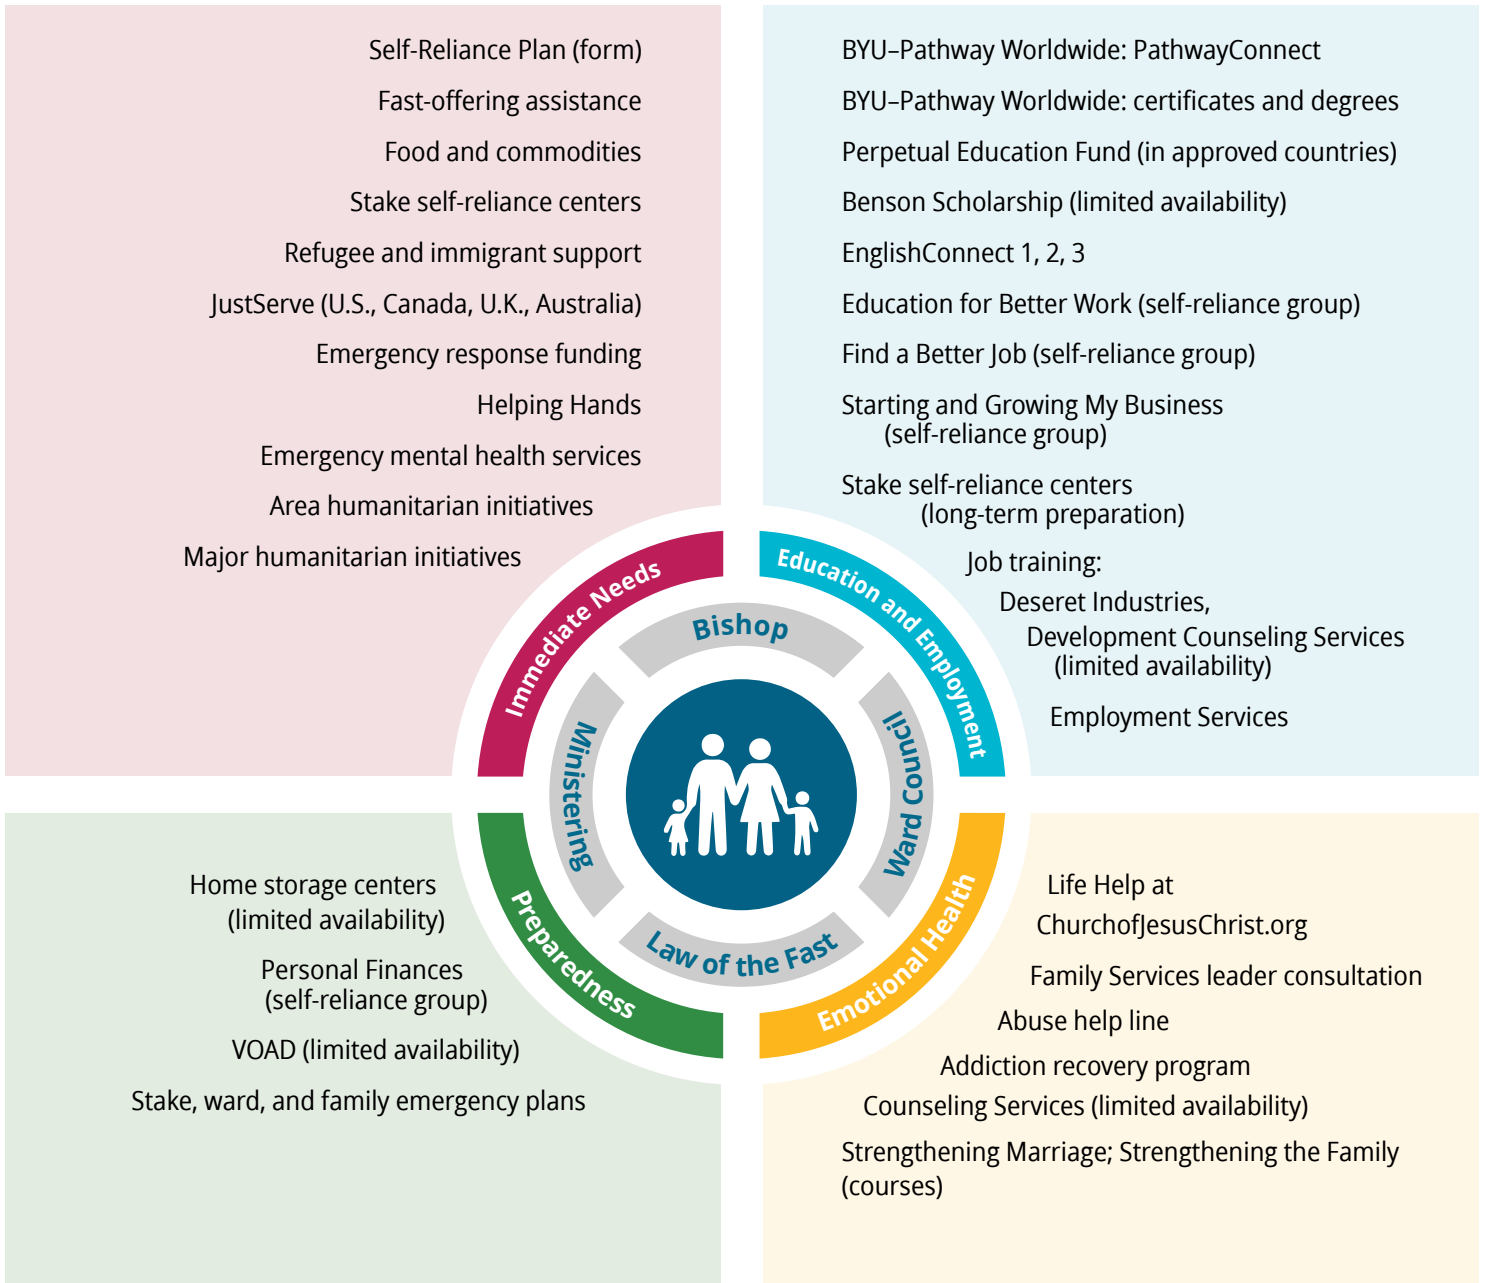 Self-Reliance Plan (form)
Fast-offering assistance
Food and commodities
Stake self-reliance centers
Refugee and immigrant support
JustServe (U.S., Canada, U.K., Australia)
Emergency response funding
Helping Hands
Emergency mental health services
Area humanitarian initiatives
Major humanitarian initiatives
BYU–Pathway Worldwide: PathwayConnect
BYU–Pathway Worldwide: certificates and degrees
Perpetual Education Fund (in approved countries)
Benson Scholarship (limited availability)
EnglishConnect 1, 2, 3
Education for Better Work (self-reliance group)
Find a Better Job (self-reliance group)
Starting and Growing My Business
(self-reliance group)
Stake self-reliance centers
(long-term preparation)
Job training:
Deseret Industries,
Development Counseling Services
(limited availability)
Employment Services
Immediate Needs
Education and Employment
Bishop
Ministering
Ward Council
Law of the Fast
Preparedness
Emotional Health
Home storage centers
(limited availability)
Personal Finances
(self-reliance group)
VOAD (limited availability)
Stake, ward, and family emergency plans
Life Help at
ChurchofJesusChrist.org
Family Services leader consultation
Abuse help line
Addiction recovery program
Counseling Services (limited availability)
Strengthening Marriage; Strengthening the Family
(courses)